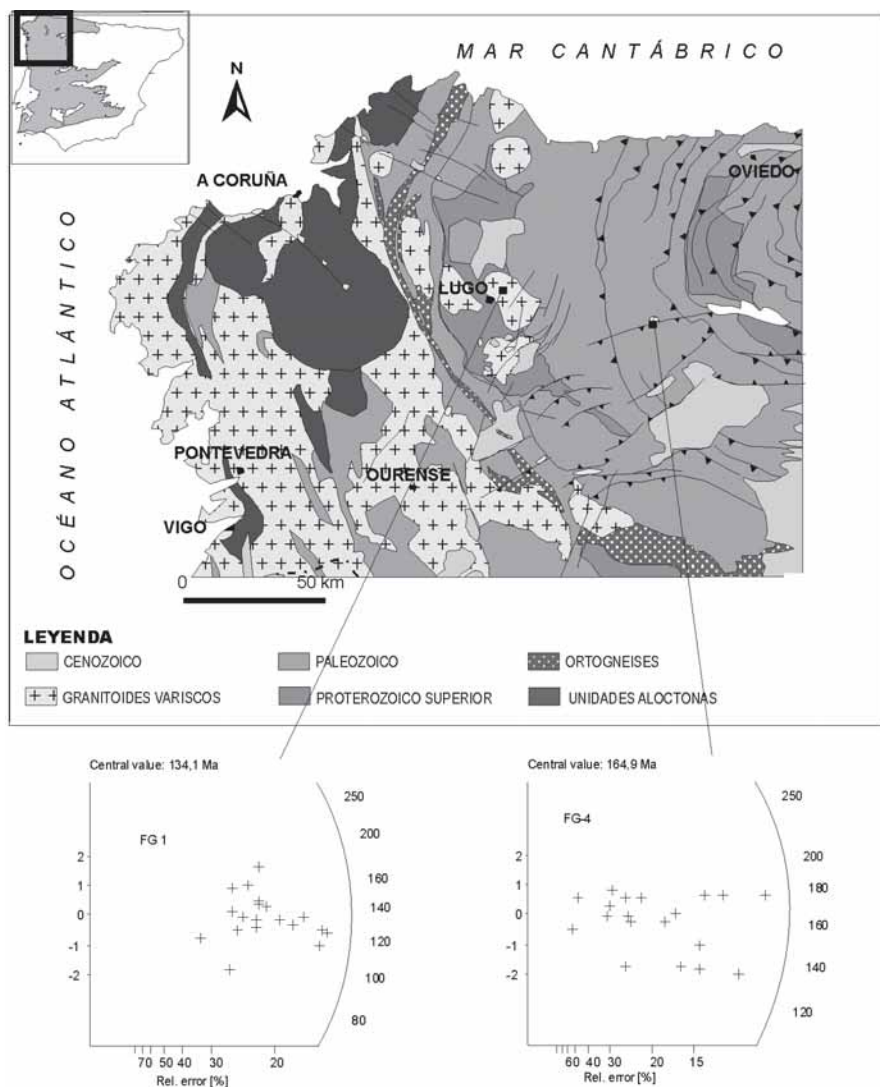 MAR CANTÁBRICO
N
OVIEDO
A CORUÑA
LUGO
OCÉANO ATLÁNTICO
PONTEVEDRA
OURENSE
VIGO
0 50 km
LEYENDA
CENOZOICO PALEOZOICO ORTOGNEISES
GRANITOIDES VARISCOS PROTEROZOICO SUPERIOR UNIDADES ALOCTONAS
Central value: 134,1 Ma
FG 1
250
200
160
140
120
100
80
2
1
0
-1
-2
70 50 40 30 20
Rel. error [%]
Central value: 164,9 Ma
FG-4
250
200
180
160
140
120
2
1
0
-1
-2
60 40 30 20 15
Rel. error [%]